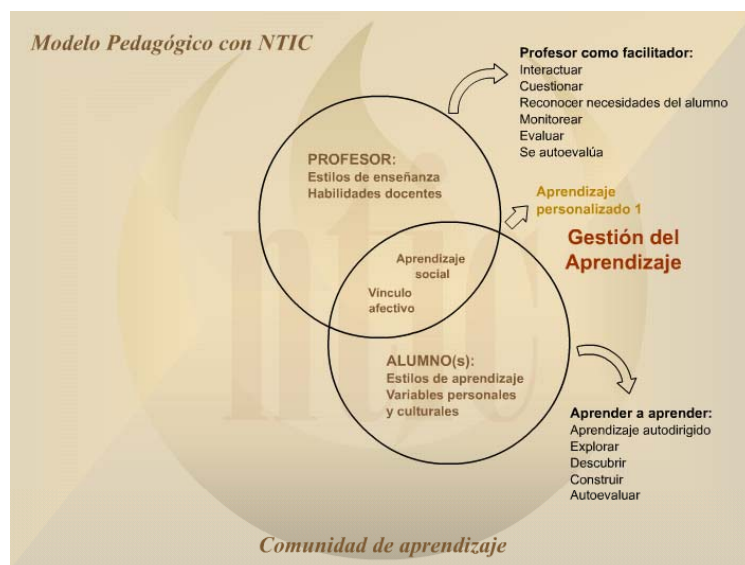 Modelo Pedagógico con NTIC
Profesor como facilitador:
Interactuar
Cuestionar
Reconocer necesidades del alumno
Monitorear
Evaluar
Se autoevalúa
PROFESOR:
Estilos de enseñanza
Habilidades docentes
Aprendizaje
personalizado 1
Gestión del
Aprendizaje
Aprendizaje
social
Vínculo
afectivo
ALUMNO(s):
Estilos de aprendizaje
Variables personales
y culturales
Aprender a aprender:
Aprendizaje autodirigido
Explorar
Descubrir
Construir
Autoevaluar
ntic
Comunidad de aprendizaje